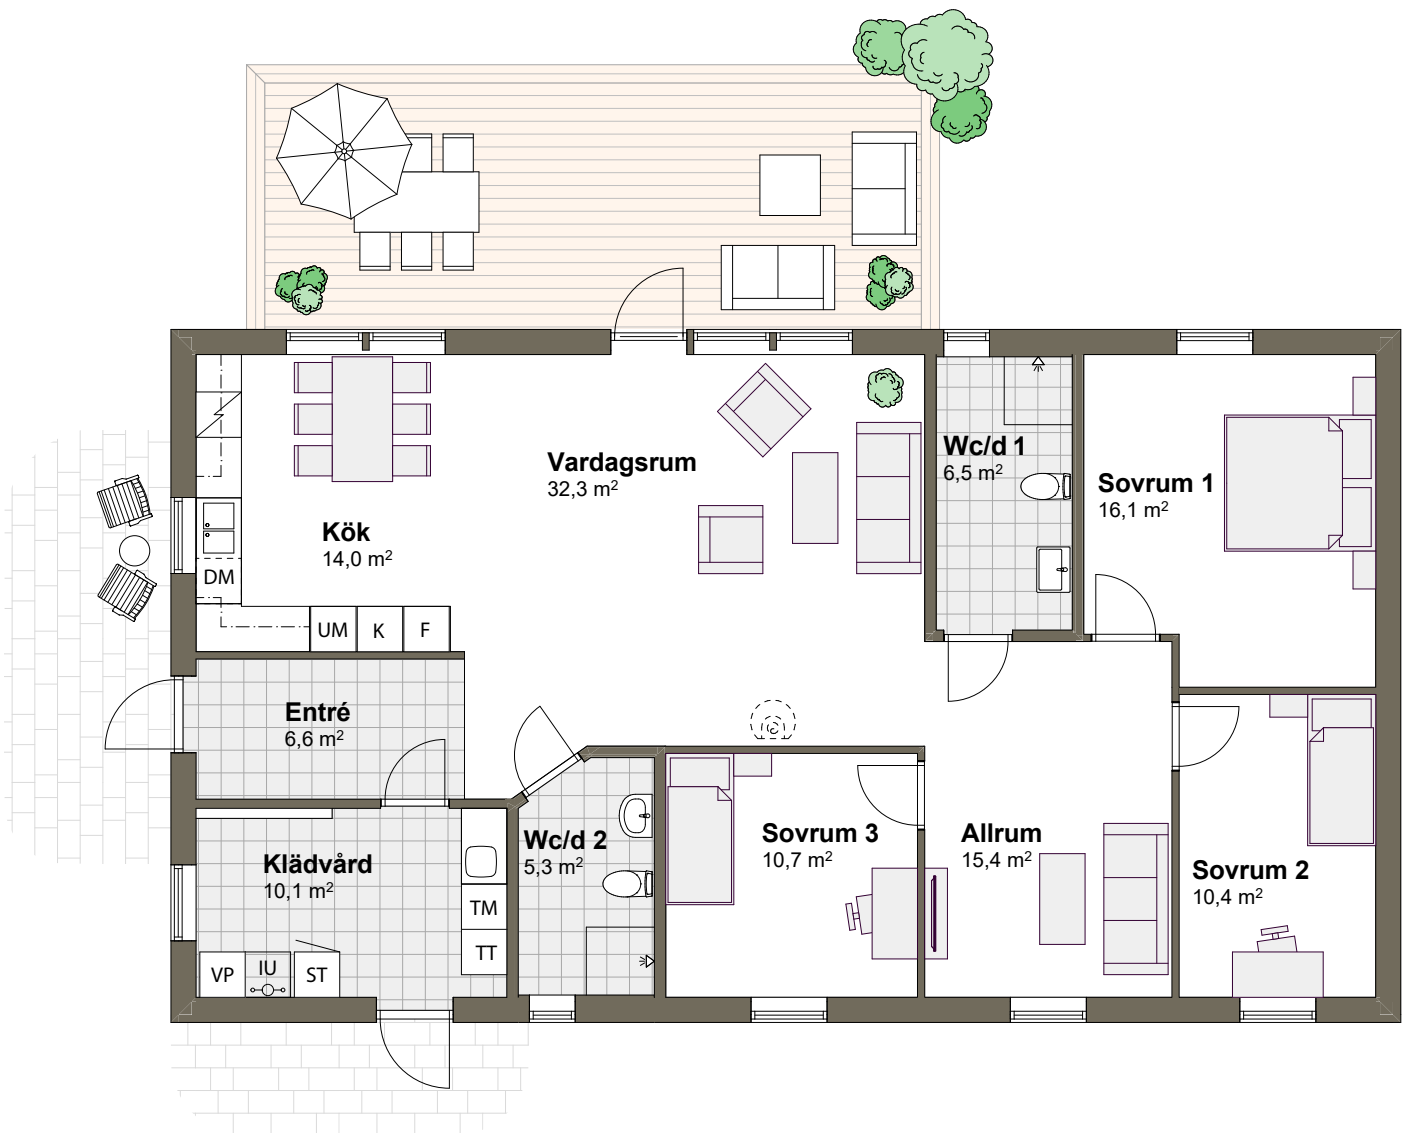 Wc/d 1
6,5 m²
Vardagsrum
32,3 m²
Sovrum 1
16,1 m²
Kök
14,0 m²
DM
UM
K
F
Entré
6,6 m²
Klädvård
10,1 m²
TM
TT
VP
IU
ST
Wc/d 2
5,3 m²
Sovrum 3
10,7 m²
Allrum
15,4 m²
Sovrum 2
10,4 m²